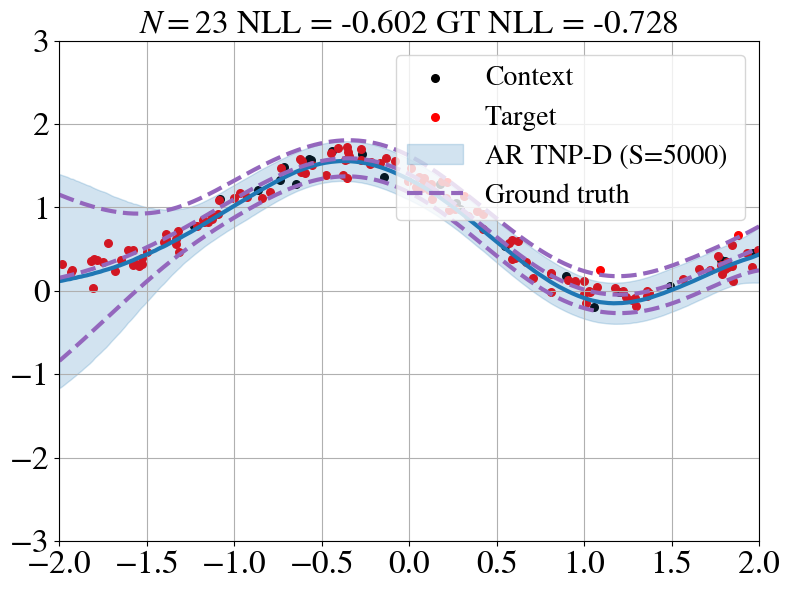 N = 23 NLL = -0.602 GT NLL = -0.728
3
2
1
0
−1
−2
−3
Context
Target
AR TNP-D (S=5000)
Ground truth
−2.0 −1.5 −1.0 −0.5 0.0 0.5 1.0 1.5 2.0